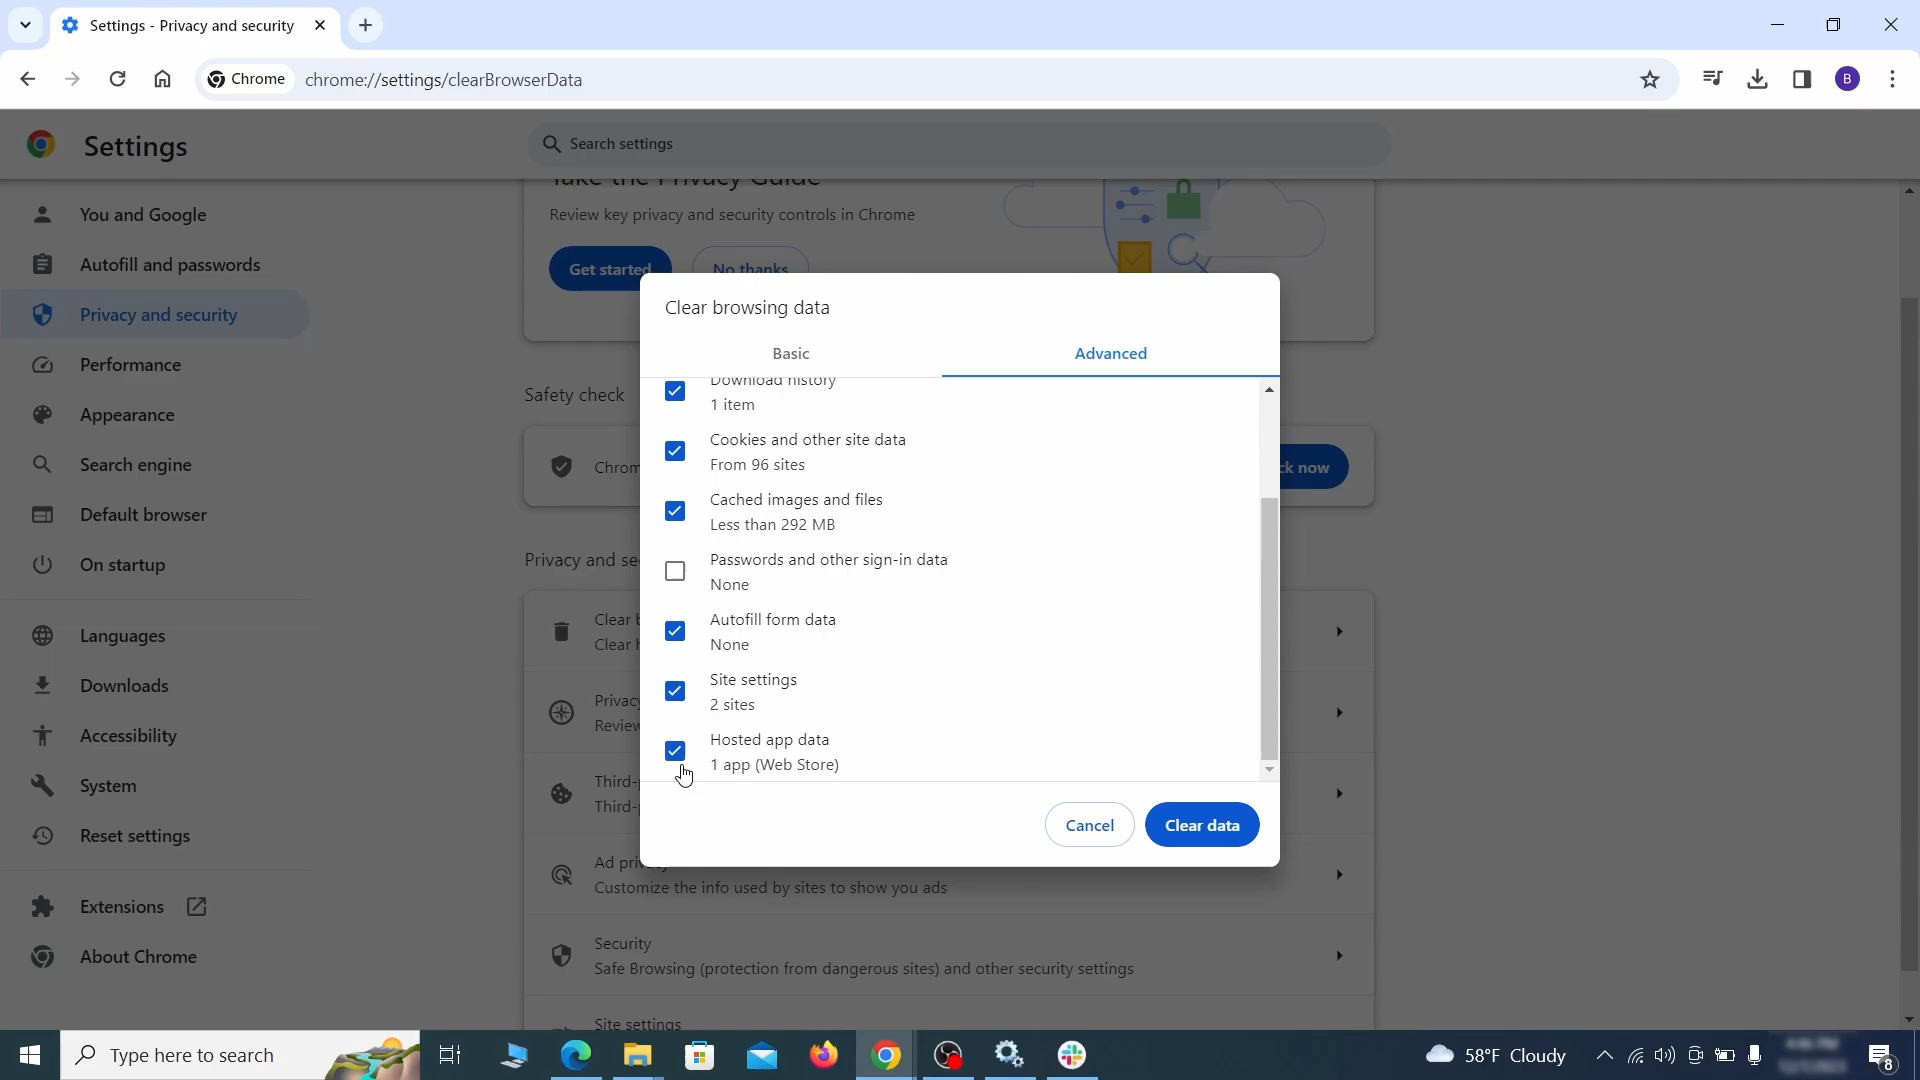 Settings - Privacy and security
Chrome
chrome://settings/clearBrowserData
B
Settings
Search settings
You and Google
Autofill and passwords
Privacy and security
Performance
Appearance
Search engine
Default browser
On startup
Languages
Downloads
Accessibility
System
Reset settings
Extensions
About Chrome
Take the Privacy Guide
Review key privacy and security controls in Chrome
Get started
No thanks
Safety check
Chrom
ck now
Privacy and se
Clear b
Clear h
Privacy
Review
Third-p
Third-p
Ad privacy
Customize the info used by sites to show you ads
Security
Safe Browsing (protection from dangerous sites) and other security settings
Site settings
Clear browsing data
Basic
Advanced
Download history
1 item
Cookies and other site data
From 96 sites
Cached images and files
Less than 292 MB
Passwords and other sign-in data
None
Autofill form data
None
Site settings
2 sites
Hosted app data
1 app (Web Store)
Cancel
Clear data
Type here to search
58°F Cloudy
8